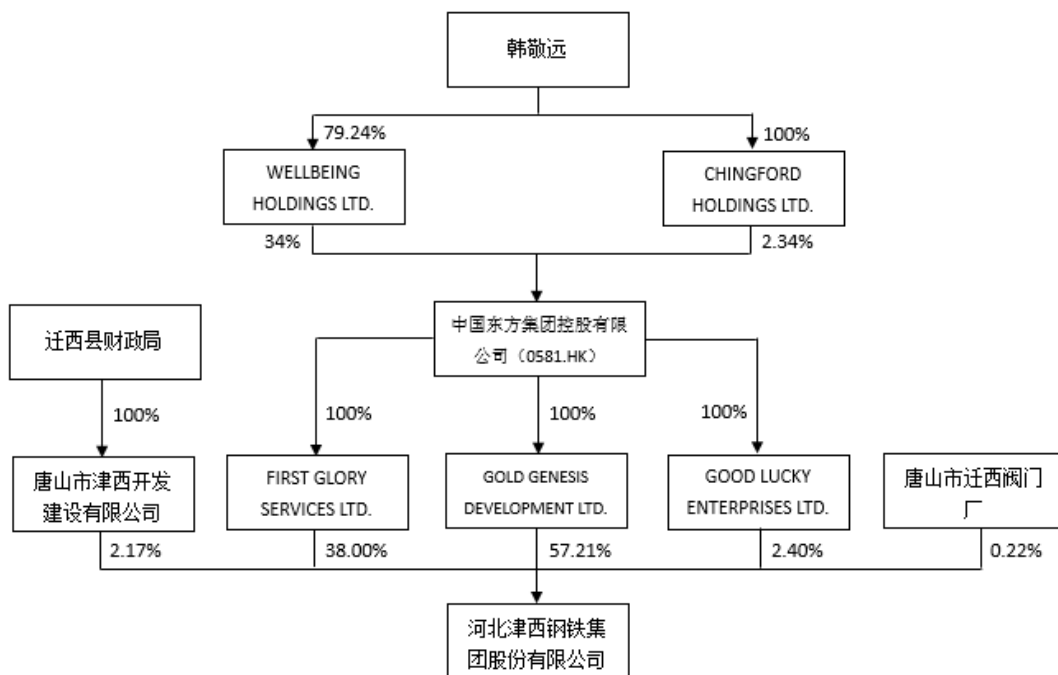 韩敬远
79.24%
100%
WELLBEING
HOLDINGS LTD.
CHINGFORD
HOLDINGS LTD.
34%
2.34%
迁西县财政局
中国东方集团控股有限
公司（0581.HK）
100%
100%
100%
100%
唐山市津西开发
建设有限公司
FIRST GLORY
SERVICES LTD.
GOLD GENESIS
DEVELOPMENT LTD.
GOOD LUCKY
ENTERPRISES LTD.
唐山市迁西阀门
厂
2.17%
38.00%
57.21%
2.40%
0.22%
河北津西钢铁集
团股份有限公司